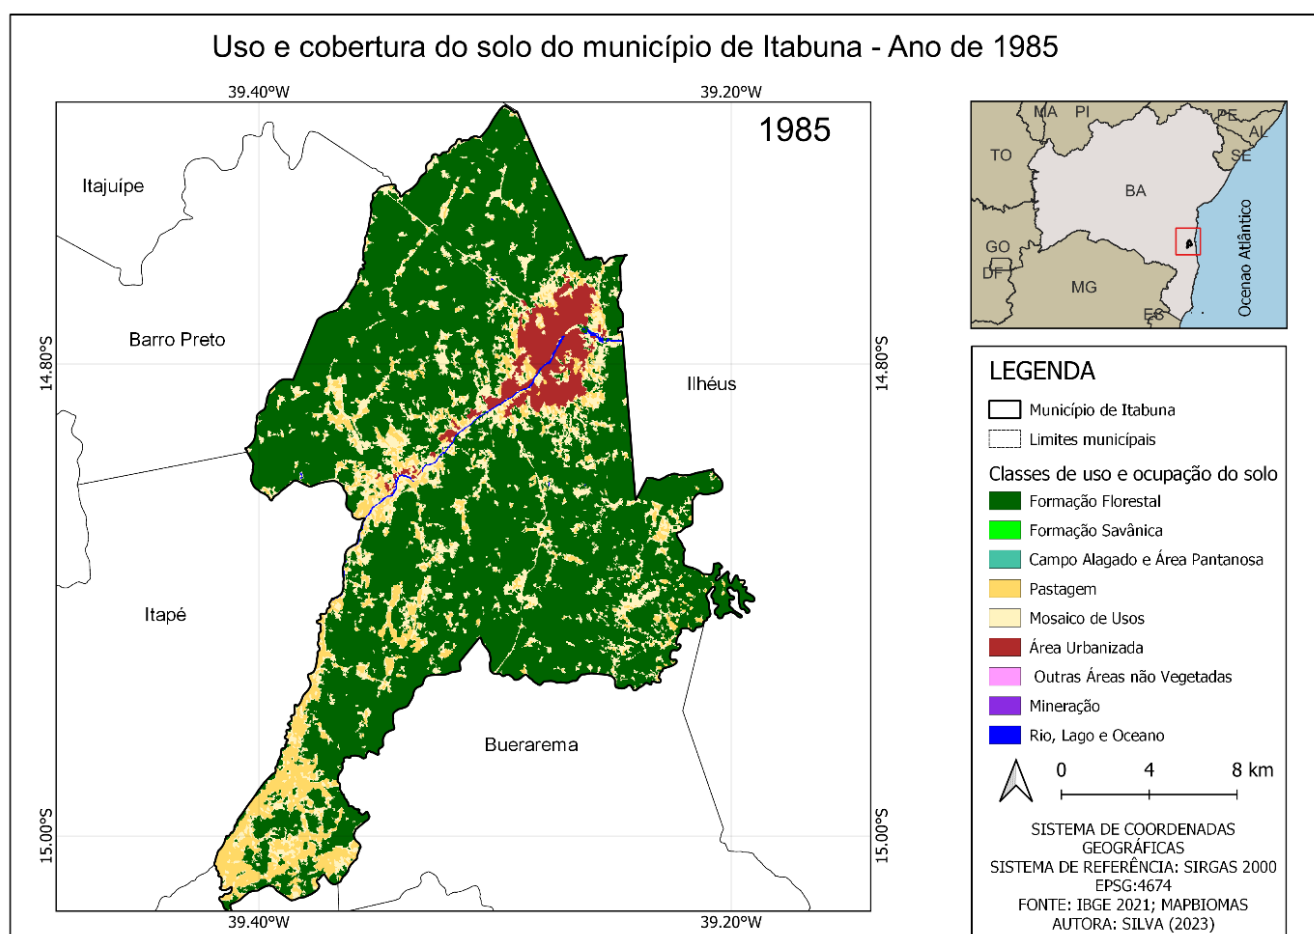 Uso e cobertura do solo do município de Itabuna - Ano de 1985
39.40°W
39.20°W
1985
Itajuípe
Barro Preto
14.80°S
14.80°S
Ilhéus
Itapé
Buerarema
15.00°S
15.00°S
39.40°W
39.20°W
MA
PI
PE
AL
TO
SE
BA
GO
DF
MG
ES
Ocenao Atlântico
LEGENDA
Município de Itabuna
Limites municípais
Classes de uso e ocupação do solo
Formação Florestal
Formação Savânica
Campo Alagado e Área Pantanosa
Pastagem
Mosaico de Usos
Área Urbanizada
Outras Áreas não Vegetadas
Mineração
Rio, Lago e Oceano
0 4 8 km
SISTEMA DE COORDENADAS
GEOGRÁFICAS
SISTEMA DE REFERÊNCIA: SIRGAS 2000
EPSG:4674
FONTE: IBGE 2021; MAPBIOMAS
AUTORA: SILVA (2023)